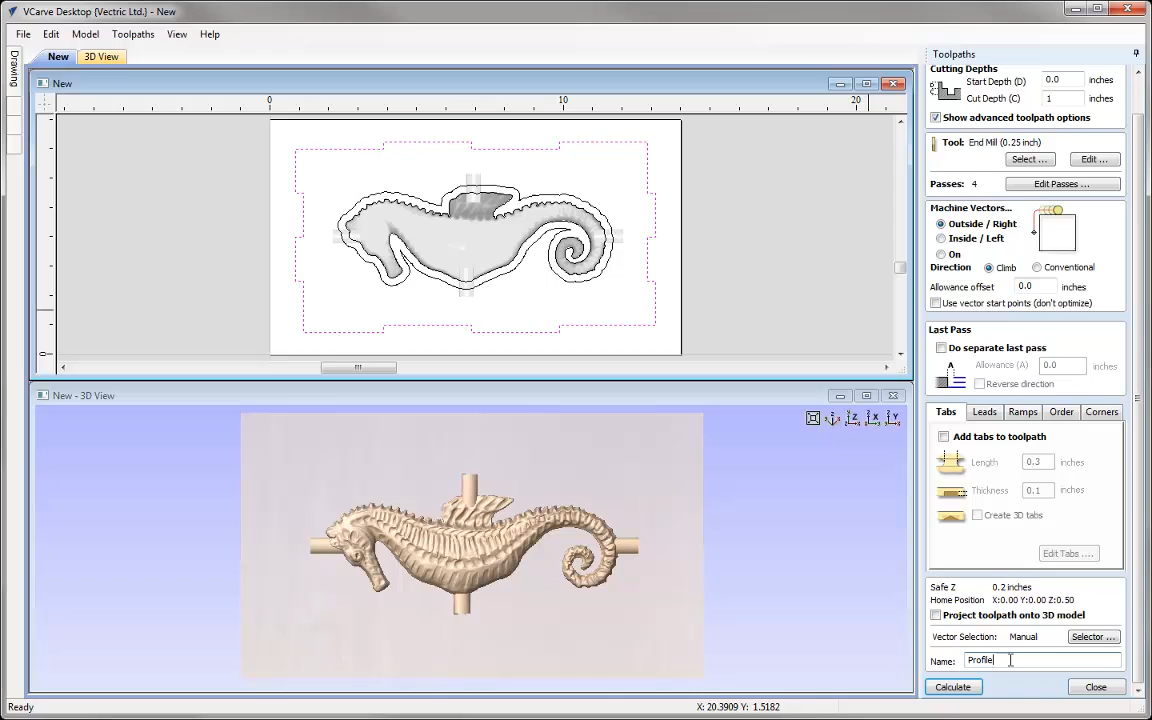 VCarve Desktop {Vectric Ltd.} - New
File Edit Model Toolpaths View Help
Drawing
New 3D View
New
0 10 20
0
New - 3D View
Z Z X Y
Toolpaths
Cutting Depths
Start Depth (D) 0.0 inches
Cut Depth (C) 1 inches
Show advanced toolpath options
Tool: End Mill (0.25 inch)
Select ... Edit ...
Passes: 4 Edit Passes ...
Machine Vectors...
Outside / Right
Inside / Left
On
Direction Climb Conventional
Allowance offset 0.0 inches
Use vector start points (don't optimize)
Last Pass
Do separate last pass
A Allowance (A) 0.0 inches
Reverse direction
Tabs Leads Ramps Order Corners
Add tabs to toolpath
Length 0.3 inches
Thickness 0.1 inches
Create 3D tabs
Edit Tabs ....
Safe Z 0.2 inches
Home Position X:0.00 Y:0.00 Z:0.50
Project toolpath onto 3D model
Vector Selection: Manual Selector ...
Name: Profile
Calculate Close
Ready X: 20.3909 Y: 1.5182